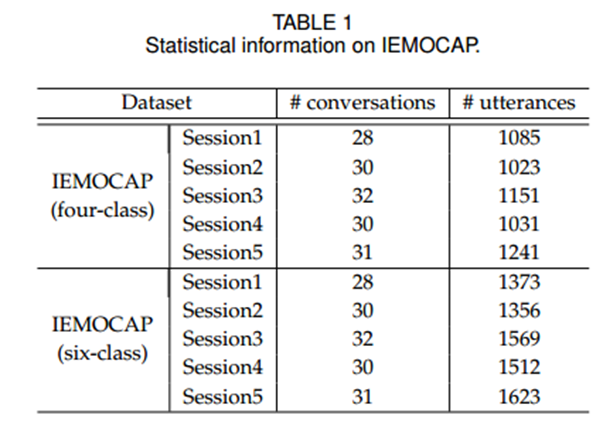 TABLE 1
Statistical information on IEMOCAP.
Dataset # conversations # utterances
IEMOCAP
(four-class)
Session1 28 1085
Session2 30 1023
Session3 32 1151
Session4 30 1031
Session5 31 1241
IEMOCAP
(six-class)
Session1 28 1373
Session2 30 1356
Session3 32 1569
Session4 30 1512
Session5 31 1623